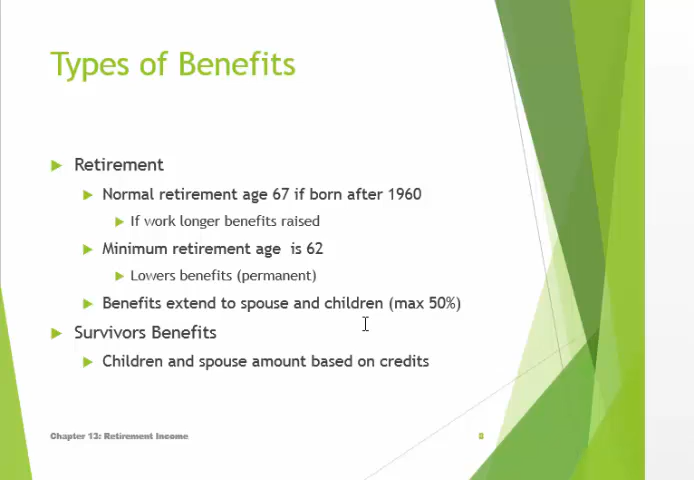 Types of Benefits
Retirement
Normal retirement age 67 if born after 1960
If work longer benefits raised
Minimum retirement age is 62
Lowers benefits (permanent)
Benefits extend to spouse and children (max 50%)
Survivors Benefits
Children and spouse amount based on credits
Chapter 13: Retirement Income